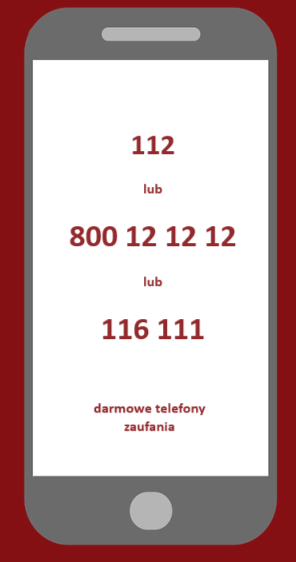 112
lub
800 12 12 12
lub
116 111
darmowe telefony
zaufania